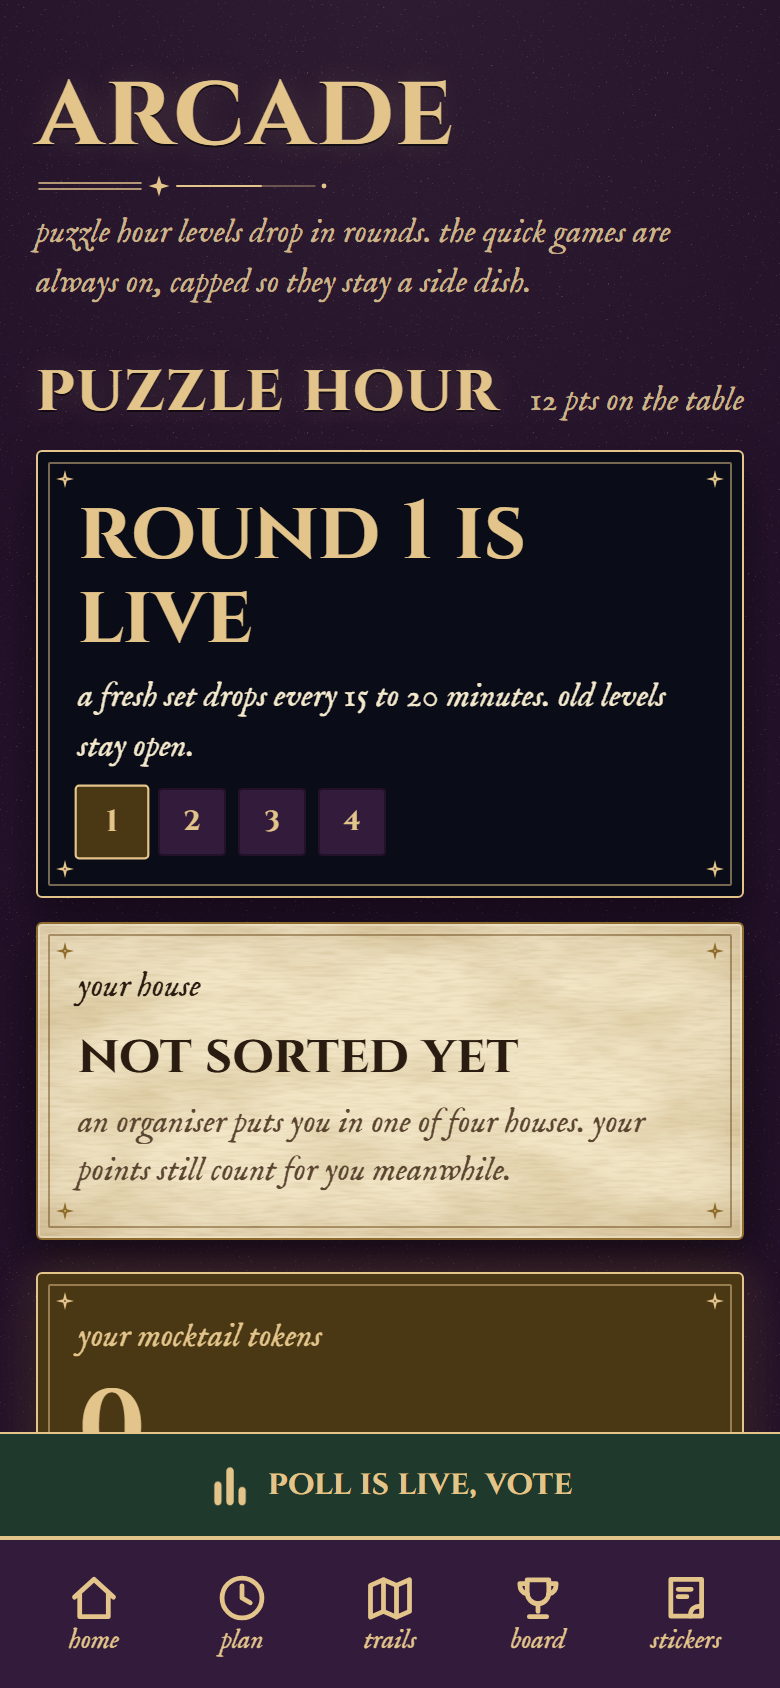 ARCADE
puzzle hour levels drop in rounds. the quick games are
always on, capped so they stay a side dish.
PUZZLE HOUR 12 pts on the table
ROUND 1 IS
LIVE
a fresh set drops every 15 to 20 minutes. old levels
stay open.
1 2 3 4
your house
NOT SORTED YET
an organiser puts you in one of four houses. your
points still count for you meanwhile.
your mocktail tokens
0
POLL IS LIVE, VOTE
home plan trails board stickers